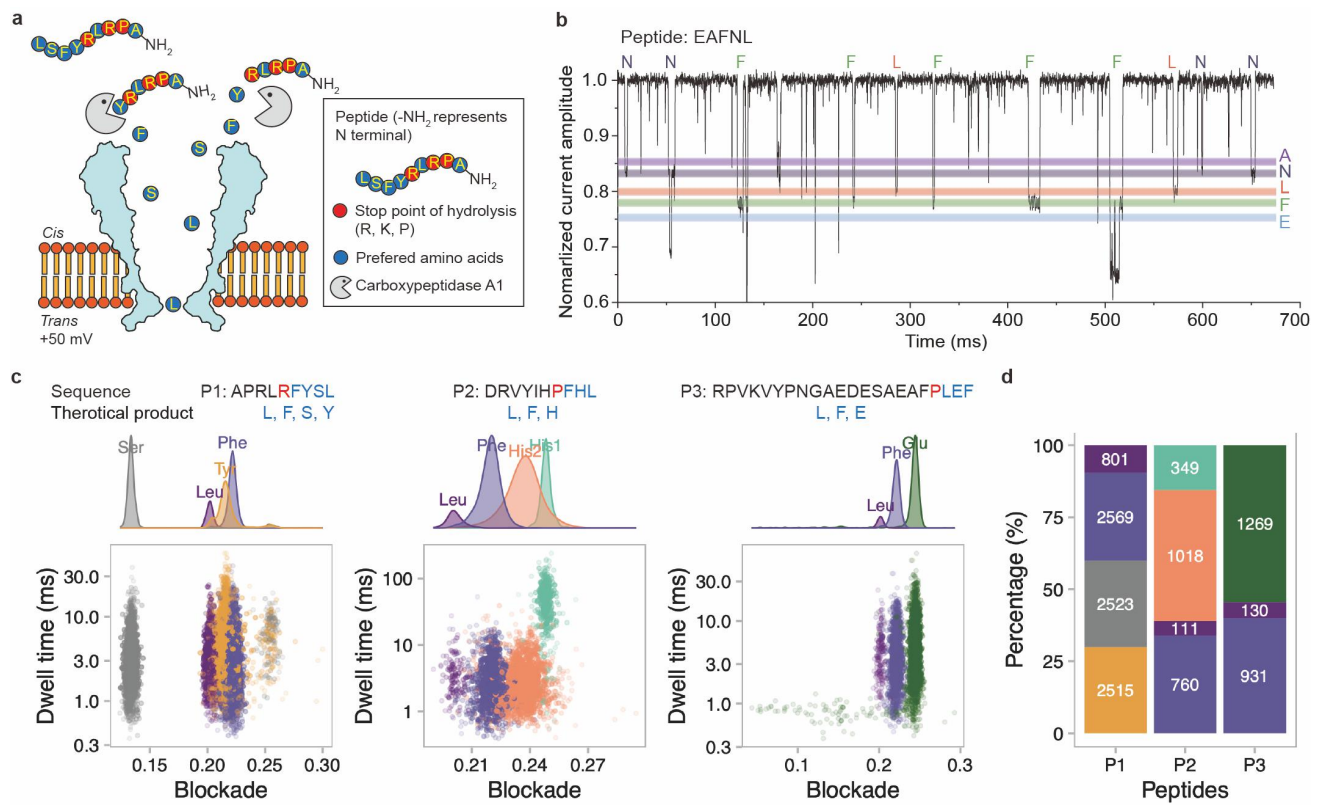 a
L S F Y R L R P A
NH2
Y R L R P A
NH2
R L R P A
NH2
Y
F
F
S
S
L
L
Cis
Trans
+50 mV
Peptide (-NH2 represents
N terminal)
L S F Y R L R P A
NH2
Stop point of hydrolysis
(R, K, P)
Prefered amino acids
Carboxypeptidase A1
b
Peptide: EAFNL
N N F F L F F F L N N
Nomarlized current amplitude
1.0
0.9
0.8
0.7
0.6
A
N
L
F
E
0 100 200 300 400 500 600 700
Time (ms)
c
Sequence
Therotical product
P1: APRLRFYSL
L, F, S, Y
P2: DRVYIHPFHL
L, F, H
P3: RPVKVYPNGAEDESAEAFPLEF
L, F, E
Ser
Leu
Tyr
Phe
Leu
Phe
His2
His1
Leu
Phe
Glu
Dwell time (ms)
30.0
10.0
3.0
1.0
0.3
0.15 0.20 0.25 0.30
Blockade
Dwell time (ms)
100
10
1
0.21 0.24 0.27
Blockade
Dwell time (ms)
30.0
10.0
3.0
1.0
0.3
0.1 0.2 0.3
Blockade
d
Percentage (%)
100
75
50
25
0
801
2569
2523
2515
349
1018
111
760
1269
130
931
P1 P2 P3
Peptides